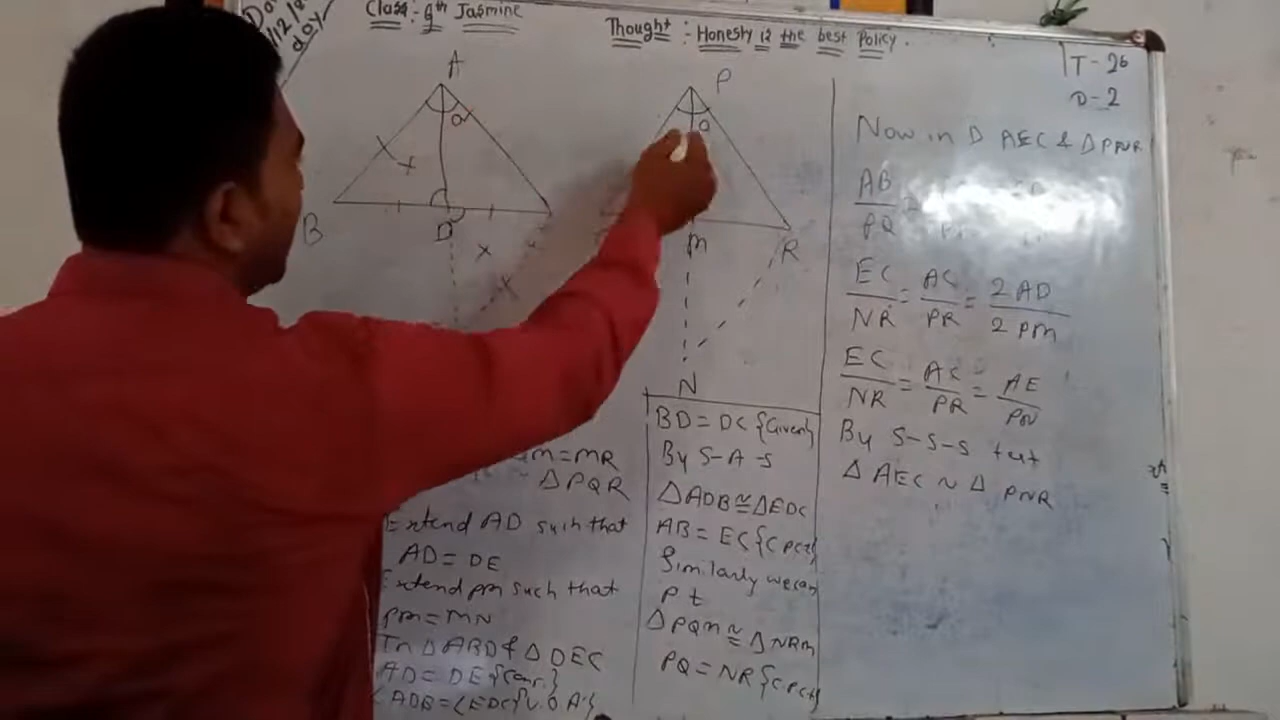 Class:- 9th Jasmine
Thought : Honesty is the best Policy.
T - 26
D - 2
A
B
D
P
M
R
N
m = MR
Δ PQR
Extend AD such that
AD = DE
Extend pm such that
pm = MN
In Δ ABD & Δ DEC
AD = DE {Con.}
∠ADB = ∠EDC {V.O.A}
BD = DC {Given}
By S-A-S
Δ ADB ≅ Δ EDC
AB = EC {CPCT}
Similarly we can
P t
Δ PQM ≅ Δ NRM
PQ = NR {C.P.C.t}
Now in Δ AEC & Δ PNR
AB
PQ
EC/NR = AC/PR = 2AD/2PM
EC/NR = AC/PR = AE/PN
By S-S-S test
Δ AEC ~ Δ PNR